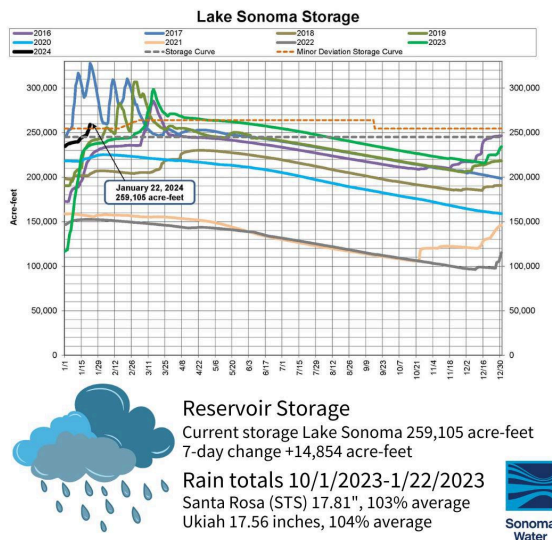 Lake Sonoma Storage
2016 2017 2018 2019
2020 2021 2022 2023
2024 Storage Curve Minor Deviation Storage Curve
300,000 300,000
250,000 250,000
200,000 200,000
150,000 150,000
100,000 100,000
50,000 50,000
0 0
Acre-feet
January 22, 2024
259,105 acre-feet
1/1 1/15 1/29 2/12 2/26 3/11 3/25 4/8 4/22 5/6 5/20 6/3 6/17 7/1 7/15 7/29 8/12 8/26 9/9 9/23 10/7 10/21 11/4 11/18 12/2 12/16 12/30
Reservoir Storage
Current storage Lake Sonoma 259,105 acre-feet
7-day change +14,854 acre-feet
Rain totals 10/1/2023-1/22/2023
Santa Rosa (STS) 17.81", 103% average
Ukiah 17.56 inches, 104% average
Sonoma
Water